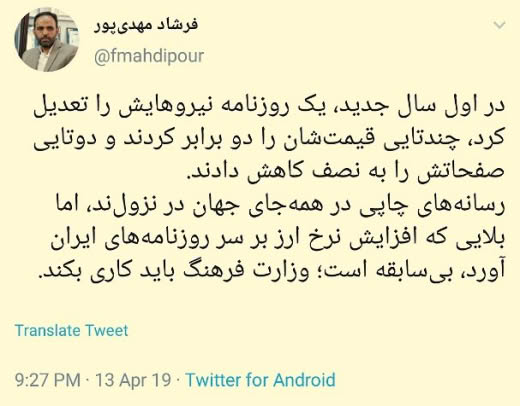 فرشاد مهدی‌پور
@fmahdipour
در اول سال جدید، یک روزنامه نیروهایش را تعدیل
کرد، چندتایی قیمت‌شان را دو برابر کردند و دوتایی
صفحاتش را به نصف کاهش دادند.
رسانه‌های چاپی در همه‌جای جهان در نزول‌ند، اما
بلایی که افزایش نرخ ارز بر سر روزنامه‌های ایران
آورد، بی‌سابقه است؛ وزارت فرهنگ باید کاری بکند.
Translate Tweet
9:27 PM · 13 Apr 19 · Twitter for Android